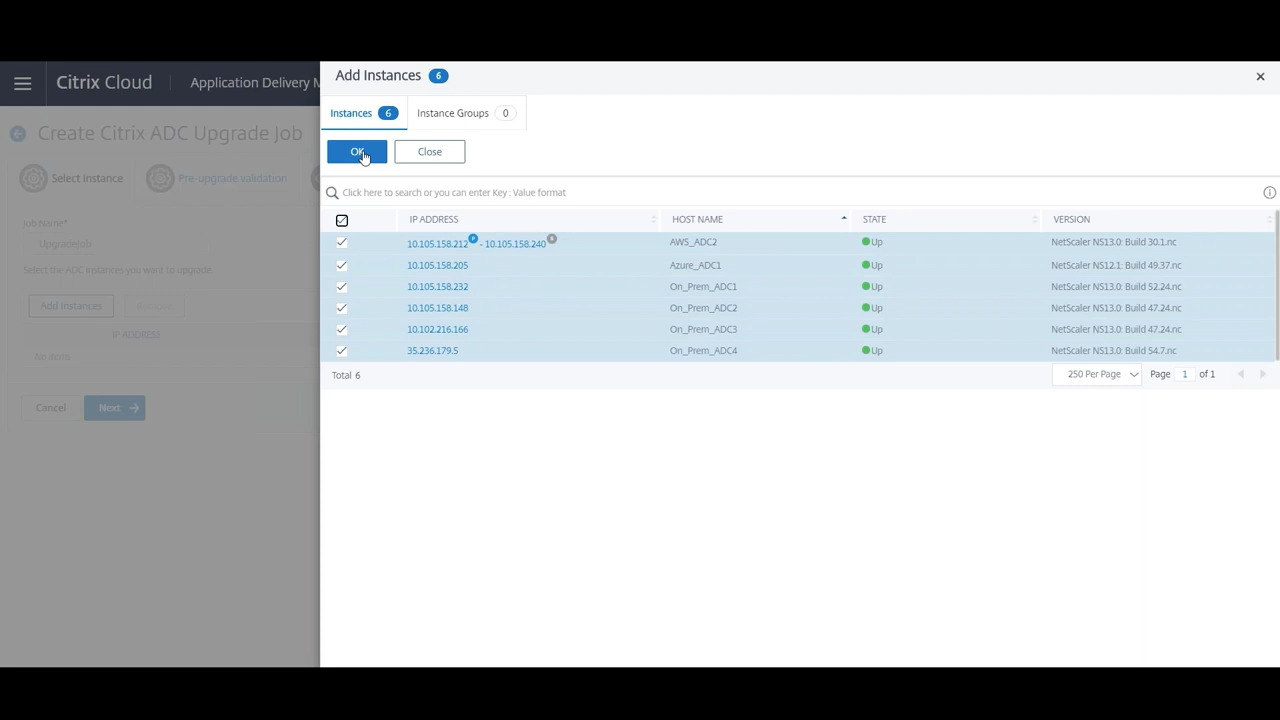 Citrix Cloud
Application Delivery M
Create Citrix ADC Upgrade Job
Select Instance
Pre-upgrade validation
Job Name*
UpgradeJob
Select the ADC instances you want to upgrade.
Add Instances
Remove
IP ADDRESS
No items
Cancel
Next
Add Instances 6
Instances 6 Instance Groups 0
OK Close
Click here to search or you can enter Key : Value format
IP ADDRESS HOST NAME STATE VERSION
10.105.158.212 P - 10.105.158.240 S AWS_ADC2 Up NetScaler NS13.0: Build 30.1.nc
10.105.158.205 Azure_ADC1 Up NetScaler NS12.1: Build 49.37.nc
10.105.158.232 On_Prem_ADC1 Up NetScaler NS13.0: Build 52.24.nc
10.105.158.148 On_Prem_ADC2 Up NetScaler NS13.0: Build 47.24.nc
10.102.216.166 On_Prem_ADC3 Up NetScaler NS13.0: Build 47.24.nc
35.236.179.5 On_Prem_ADC4 Up NetScaler NS13.0: Build 54.7.nc
Total 6
250 Per Page Page 1 of 1